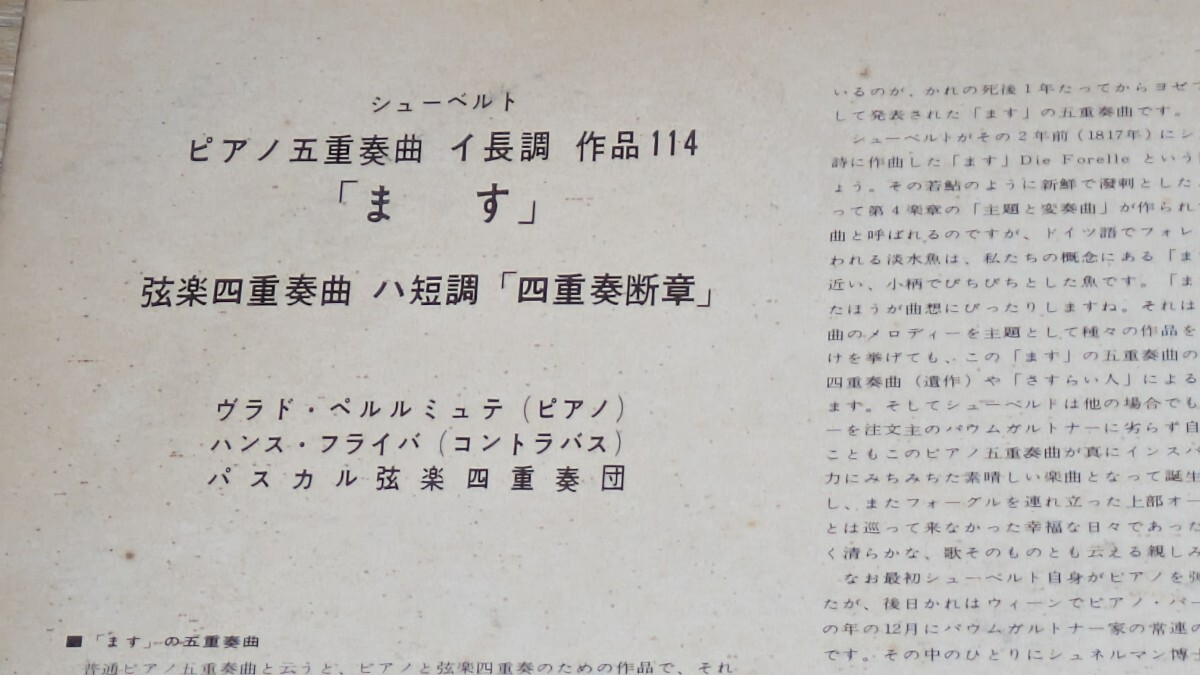 シューベルト
ピアノ五重奏曲 イ長調 作品114
「ま す」
弦楽四重奏曲 ハ短調「四重奏断章」
ヴラド・ペルルミュテ(ピアノ)
ハンス・フライバ(コントラバス)
パスカル弦楽四重奏団
■「ます」の五重奏曲
普通ピアノ五重奏曲と云うと、ピアノと弦楽四重奏のための作品で、それ
いるのが、かれの死後1年たってからヨゼフ
して発表された「ます」の五重奏曲です。
シューベルトがその2年前(1817年)にシ
詩に作曲した「ます」Die Forelle という
ょう。その若鮎のように新鮮で潑剌とした
って第4楽章の「主題と変奏曲」が作られ
曲と呼ばれるのですが、ドイツ語でフォレ
われる淡水魚は、私たちの概念にある「ま
近い、小柄でぴちぴちとした魚です。「ま
たほうが曲想にぴったりしますね。それは
曲のメロディーを主題として種々の作品を
けを挙げても、この「ます」の五重奏曲の
四重奏曲(遺作)や「さすらい人」による
ます。そしてシューベルトは他の場合でも
ーを注文主のパウムガルトナーに劣らず自
こともこのピアノ五重奏曲が真にインスパ
力にみちみちた素晴しい楽曲となって誕生
し、またフォーグルを連れ立った上部オー
とは巡って来なかった幸福な日々であった
く清らかな、歌そのものとも云える親しみ
なお最初シューベルト自身がピアノを弾
たが、後日かれはウィーンでピアノ・パー
の年の12月にパウムガルトナー家の常連の
です。その中のひとりにシュネルマン博士